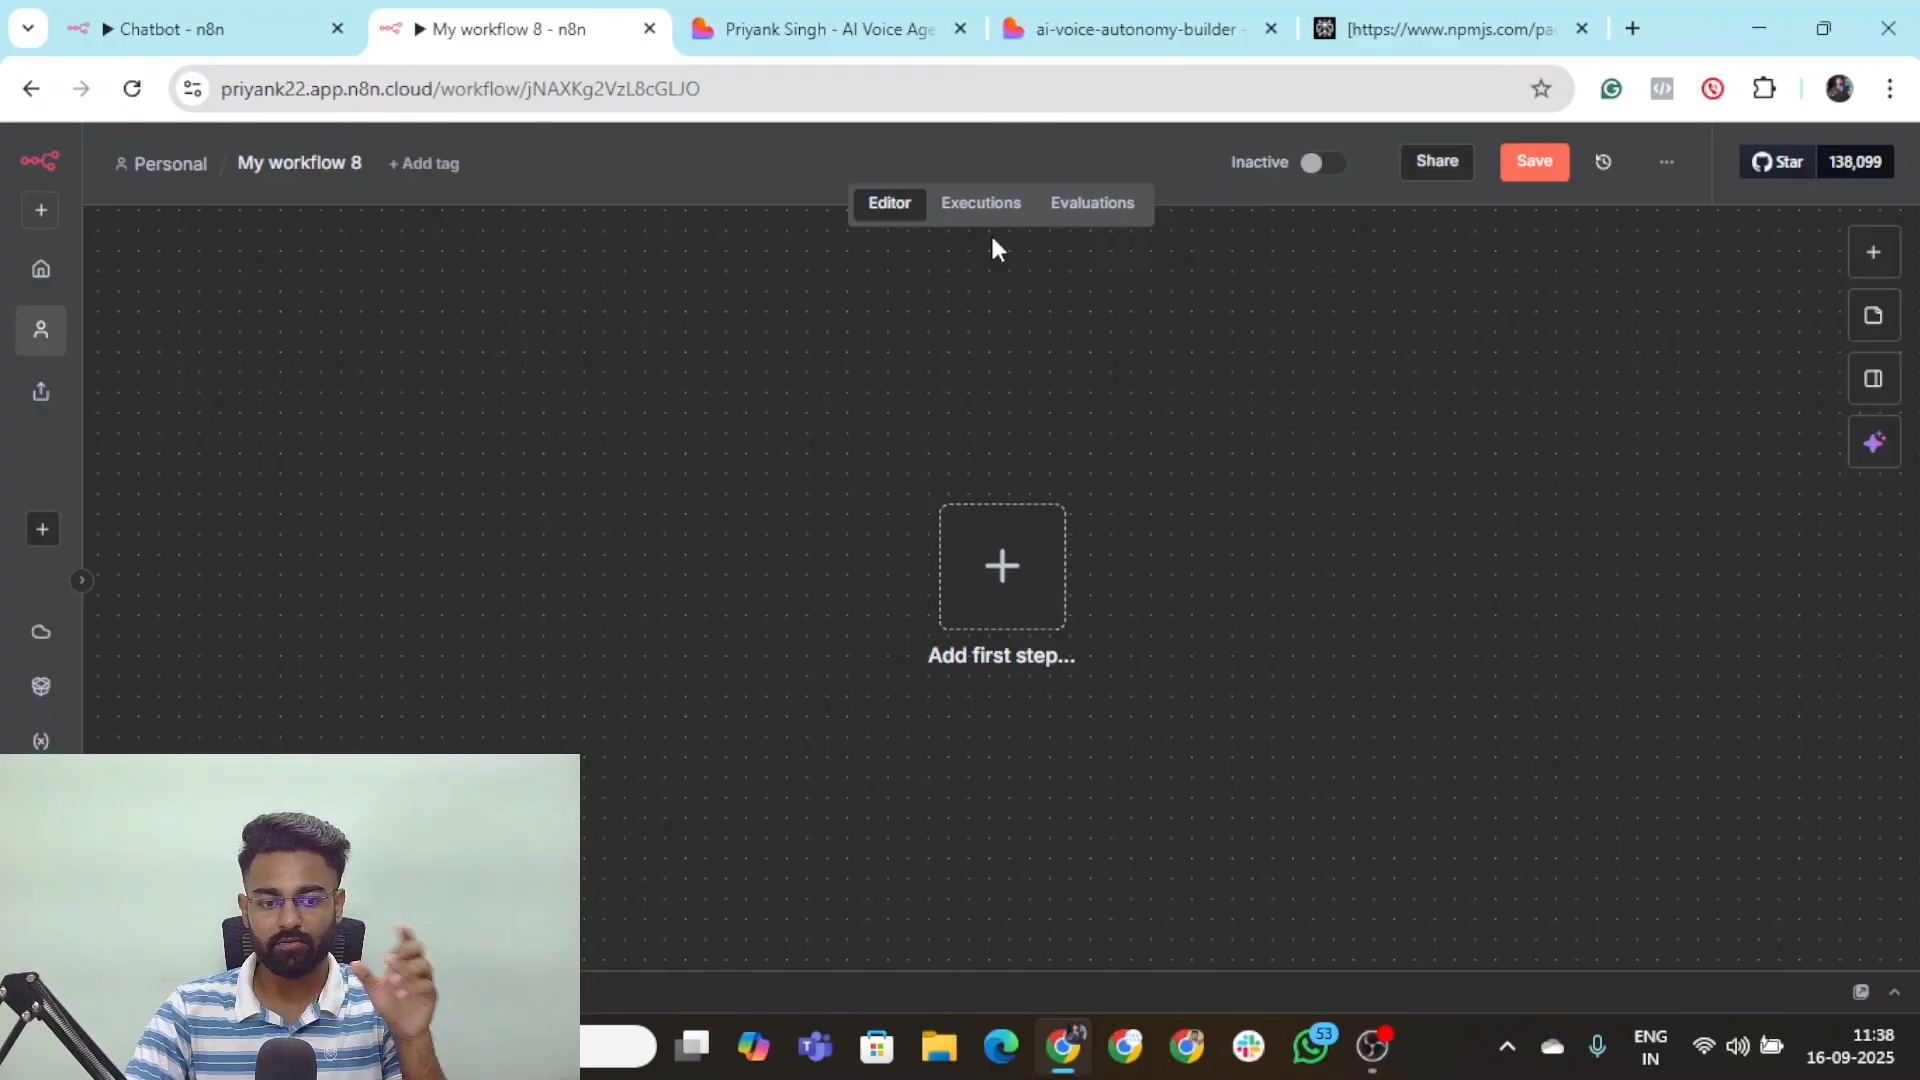 Chatbot - n8n
My workflow 8 - n8n
Priyank Singh - AI Voice Age
ai-voice-autonomy-builder -
[https://www.npmjs.com/pac
priyank22.app.n8n.cloud/workflow/jNAXKg2VzL8cGLJO
Personal / My workflow 8 + Add tag
Inactive
Share
Save
...
Star 138,099
Editor Executions Evaluations
Add first step...
53
ENG
IN
11:38
16-09-2025